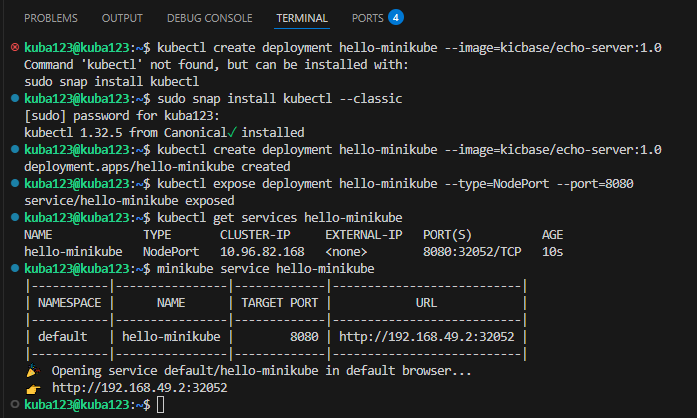 PROBLEMS OUTPUT DEBUG CONSOLE TERMINAL PORTS 4
kuba123@kuba123:~$ kubectl create deployment hello-minikube --image=kicbase/echo-server:1.0
Command 'kubectl' not found, but can be installed with:
sudo snap install kubectl
kuba123@kuba123:~$ sudo snap install kubectl --classic
[sudo] password for kuba123:
kubectl 1.32.5 from Canonical✓ installed
kuba123@kuba123:~$ kubectl create deployment hello-minikube --image=kicbase/echo-server:1.0
deployment.apps/hello-minikube created
kuba123@kuba123:~$ kubectl expose deployment hello-minikube --type=NodePort --port=8080
service/hello-minikube exposed
kuba123@kuba123:~$ kubectl get services hello-minikube
NAME TYPE CLUSTER-IP EXTERNAL-IP PORT(S) AGE
hello-minikube NodePort 10.96.82.168 <none> 8080:32052/TCP 10s
kuba123@kuba123:~$ minikube service hello-minikube
|-----------|----------------|-------------|---------------------------|
| NAMESPACE | NAME | TARGET PORT | URL |
|-----------|----------------|-------------|---------------------------|
| default | hello-minikube | 8080 | http://192.168.49.2:32052 |
|-----------|----------------|-------------|---------------------------|
🎉 Opening service default/hello-minikube in default browser...
👉 http://192.168.49.2:32052
kuba123@kuba123:~$